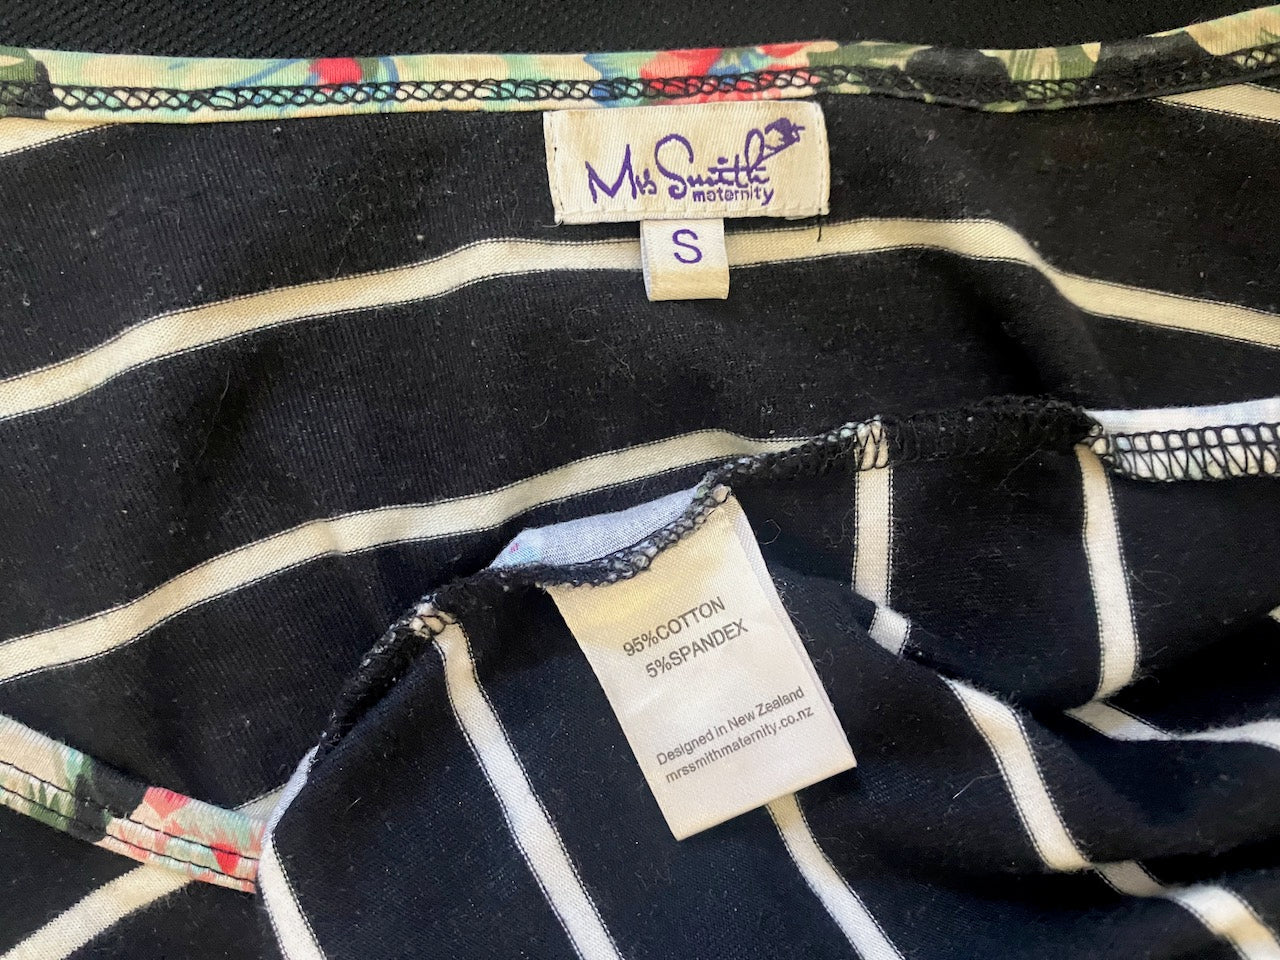 Mrs Smith
maternity
S
95%COTTON
5%SPANDEX
Designed in New Zealand
mrssmithmaternity.co.nz